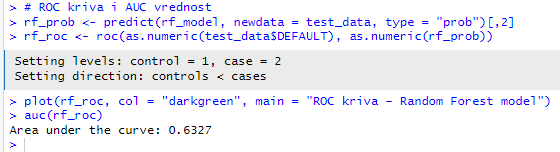 > # ROC kriva i AUC vrednost
> rf_prob <- predict(rf_model, newdata = test_data, type = "prob")[,2]
> rf_roc <- roc(as.numeric(test_data$DEFAULT), as.numeric(rf_prob))
Setting levels: control = 1, case = 2
Setting direction: controls < cases
> plot(rf_roc, col = "darkgreen", main = "ROC kriva - Random Forest model")
> auc(rf_roc)
Area under the curve: 0.6327
>